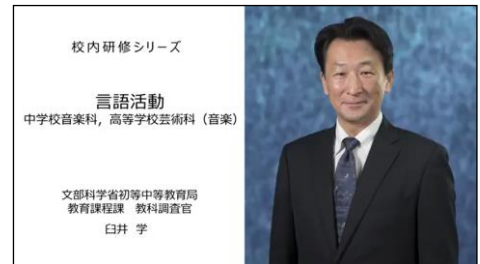 校内研修シリーズ
言語活動
中学校音楽科，高等学校芸術科（音楽）
文部科学省初等中等教育局
教育課程課　教科調査官
臼井 学